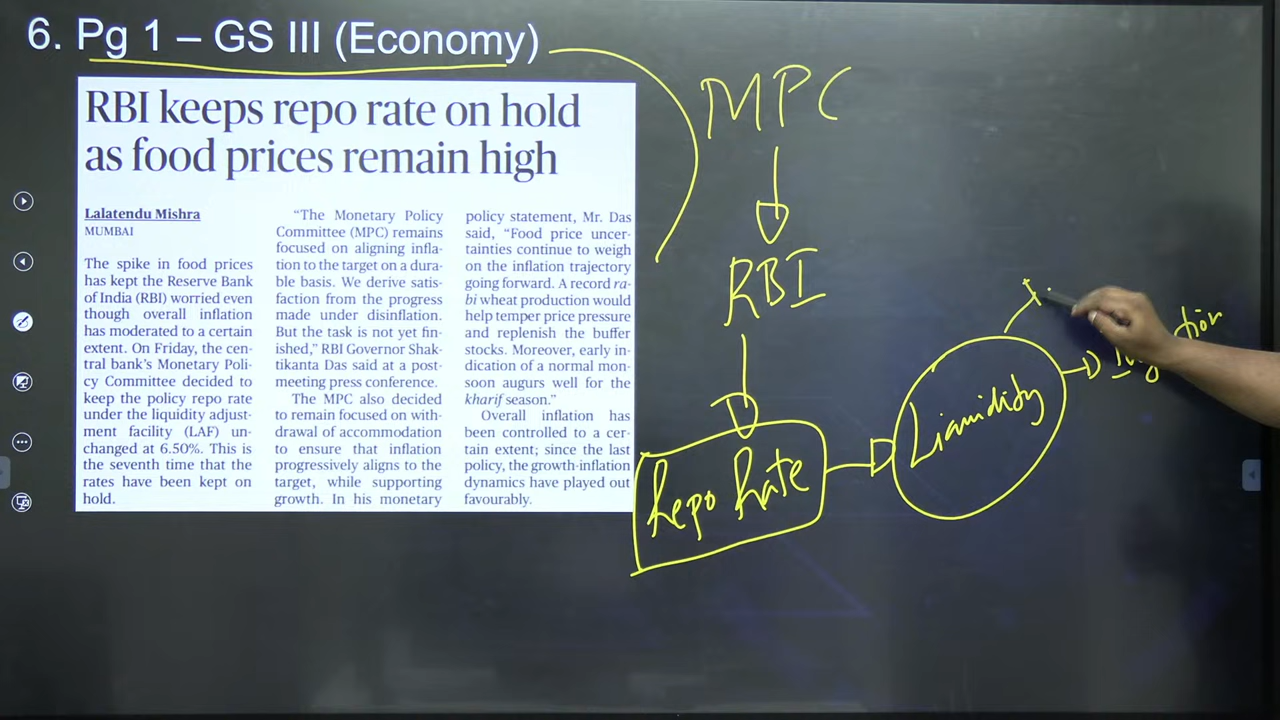 6. Pg 1 – GS III (Economy)
RBI keeps repo rate on hold
as food prices remain high
Lalatendu Mishra
MUMBAI
The spike in food prices
has kept the Reserve Bank
of India (RBI) worried even
though overall inflation
has moderated to a certain
extent. On Friday, the cen-
tral bank's Monetary Poli-
cy Committee decided to
keep the policy repo rate
under the liquidity adjust-
ment facility (LAF) un-
changed at 6.50%. This is
the seventh time that the
rates have been kept on
hold.
"The Monetary Policy
Committee (MPC) remains
focused on aligning infla-
tion to the target on a dura-
ble basis. We derive satis-
faction from the progress
made under disinflation.
But the task is not yet fin-
ished," RBI Governor Shak-
tikanta Das said at a post-
meeting press conference.
The MPC also decided
to remain focused on with-
drawal of accommodation
to ensure that inflation
progressively aligns to the
target, while supporting
growth. In his monetary
policy statement, Mr. Das
said, "Food price uncer-
tainties continue to weigh
on the inflation trajectory
going forward. A record ra-
bi wheat production would
help temper price pressure
and replenish the buffer
stocks. Moreover, early in-
dication of a normal mon-
soon augurs well for the
kharif season."
Overall inflation has
been controlled to a cer-
tain extent; since the last
policy, the growth-inflation
dynamics have played out
favourably.
MPC
RBI
Repo Rate
Liquidity